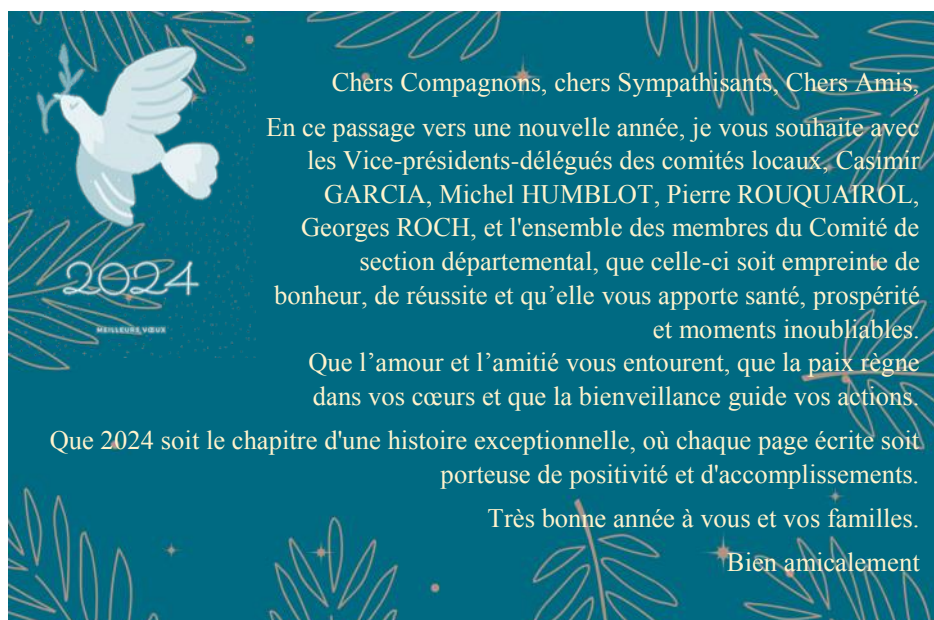 Chers Compagnons, chers Sympathisants, Chers Amis,
En ce passage vers une nouvelle année, je vous souhaite avec
les Vice-présidents-délégués des comités locaux, Casimir
GARCIA, Michel HUMBLOT, Pierre ROUQUAIROL,
Georges ROCH, et l'ensemble des membres du Comité de
section départemental, que celle-ci soit empreinte de
bonheur, de réussite et qu’elle vous apporte santé, prospérité
et moments inoubliables.
Que l’amour et l’amitié vous entourent, que la paix règne
dans vos cœurs et que la bienveillance guide vos actions.
Que 2024 soit le chapitre d'une histoire exceptionnelle, où chaque page écrite soit
porteuse de positivité et d'accomplissements.
Très bonne année à vous et vos familles.
Bien amicalement
2024
MEILLEURS VŒUX